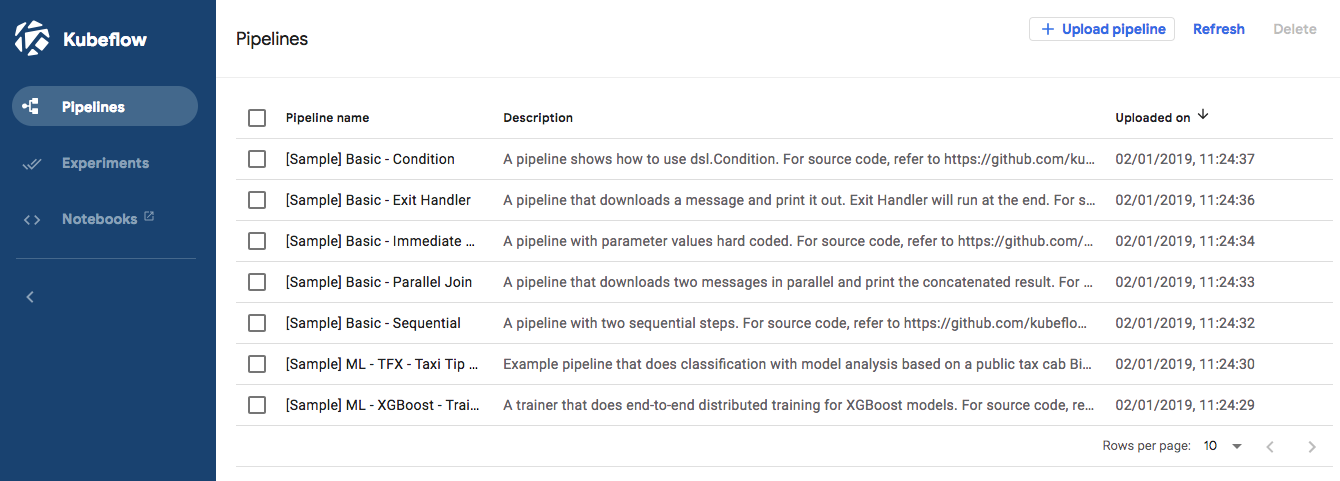 Kubeflow
Pipelines
Experiments
Notebooks
Pipelines
+ Upload pipeline Refresh Delete
Pipeline name Description Uploaded on
[Sample] Basic - Condition A pipeline shows how to use dsl.Condition. For source code, refer to https://github.com/ku... 02/01/2019, 11:24:37
[Sample] Basic - Exit Handler A pipeline that downloads a message and print it out. Exit Handler will run at the end. For s... 02/01/2019, 11:24:36
[Sample] Basic - Immediate ... A pipeline with parameter values hard coded. For source code, refer to https://github.com/... 02/01/2019, 11:24:34
[Sample] Basic - Parallel Join A pipeline that downloads two messages in parallel and print the concatenated result. For ... 02/01/2019, 11:24:33
[Sample] Basic - Sequential A pipeline with two sequential steps. For source code, refer to https://github.com/kubeflo... 02/01/2019, 11:24:32
[Sample] ML - TFX - Taxi Tip ... Example pipeline that does classification with model analysis based on a public tax cab Bi... 02/01/2019, 11:24:30
[Sample] ML - XGBoost - Trai... A trainer that does end-to-end distributed training for XGBoost models. For source code, re... 02/01/2019, 11:24:29
Rows per page: 10